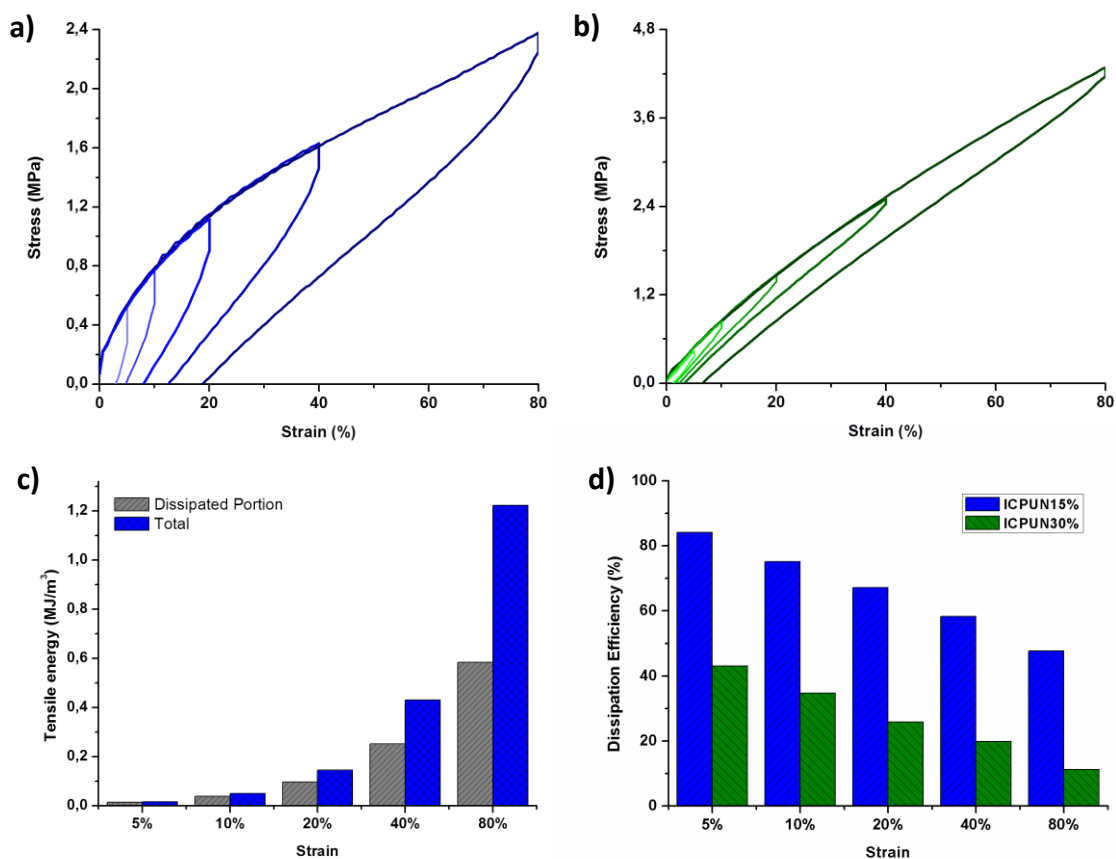 a)
2,4
2,0
1,6
1,2
0,8
0,4
0,0
Stress (MPa)
0
20
40
60
80
Strain (%)
b)
4,8
3,6
2,4
1,2
0,0
Stress (MPa)
0
20
40
60
80
Strain (%)
c)
Dissipated Portion
Total
1,2
1,0
0,8
0,6
0,4
0,2
0,0
Tensile energy (MJ/m³)
5%
10%
20%
40%
80%
Strain
d)
ICPUN15%
ICPUN30%
100
80
60
40
20
0
Dissipation Efficiency (%)
5%
10%
20%
40%
80%
Strain